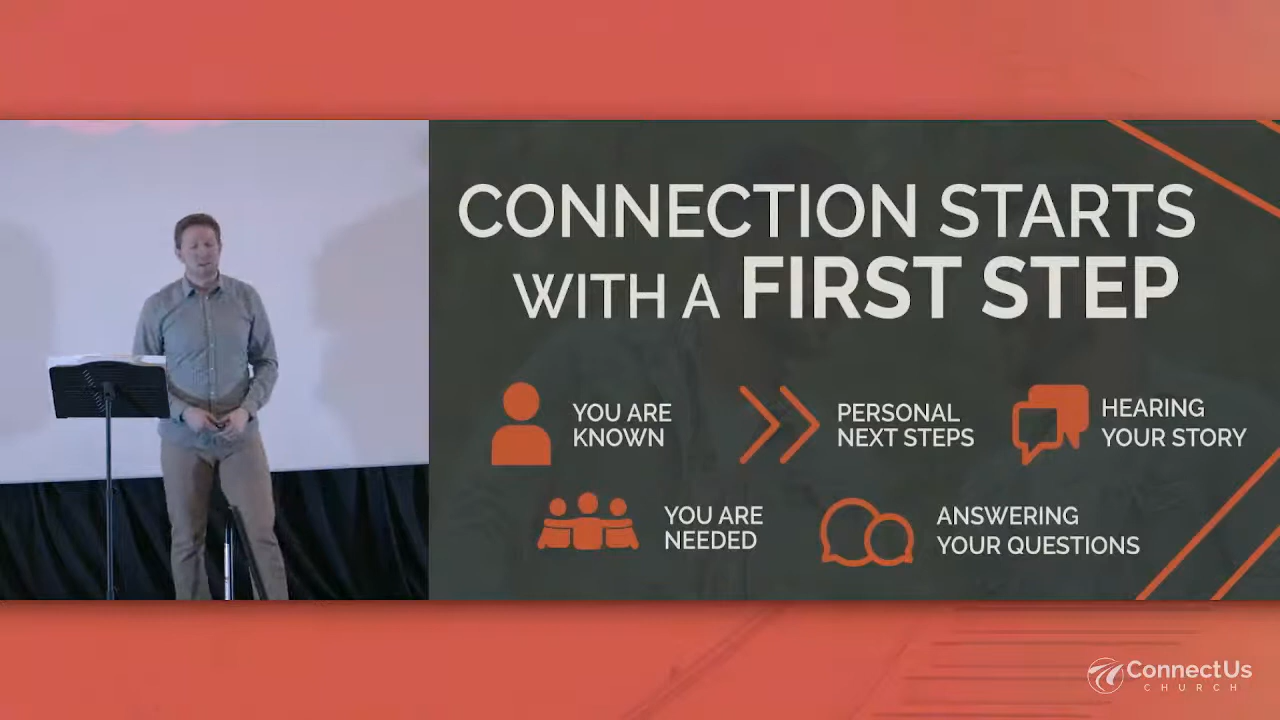 CONNECTION STARTS
WITH A FIRST STEP
YOU ARE
KNOWN
PERSONAL
NEXT STEPS
HEARING
YOUR STORY
YOU ARE
NEEDED
ANSWERING
YOUR QUESTIONS
ConnectUs
CHURCH